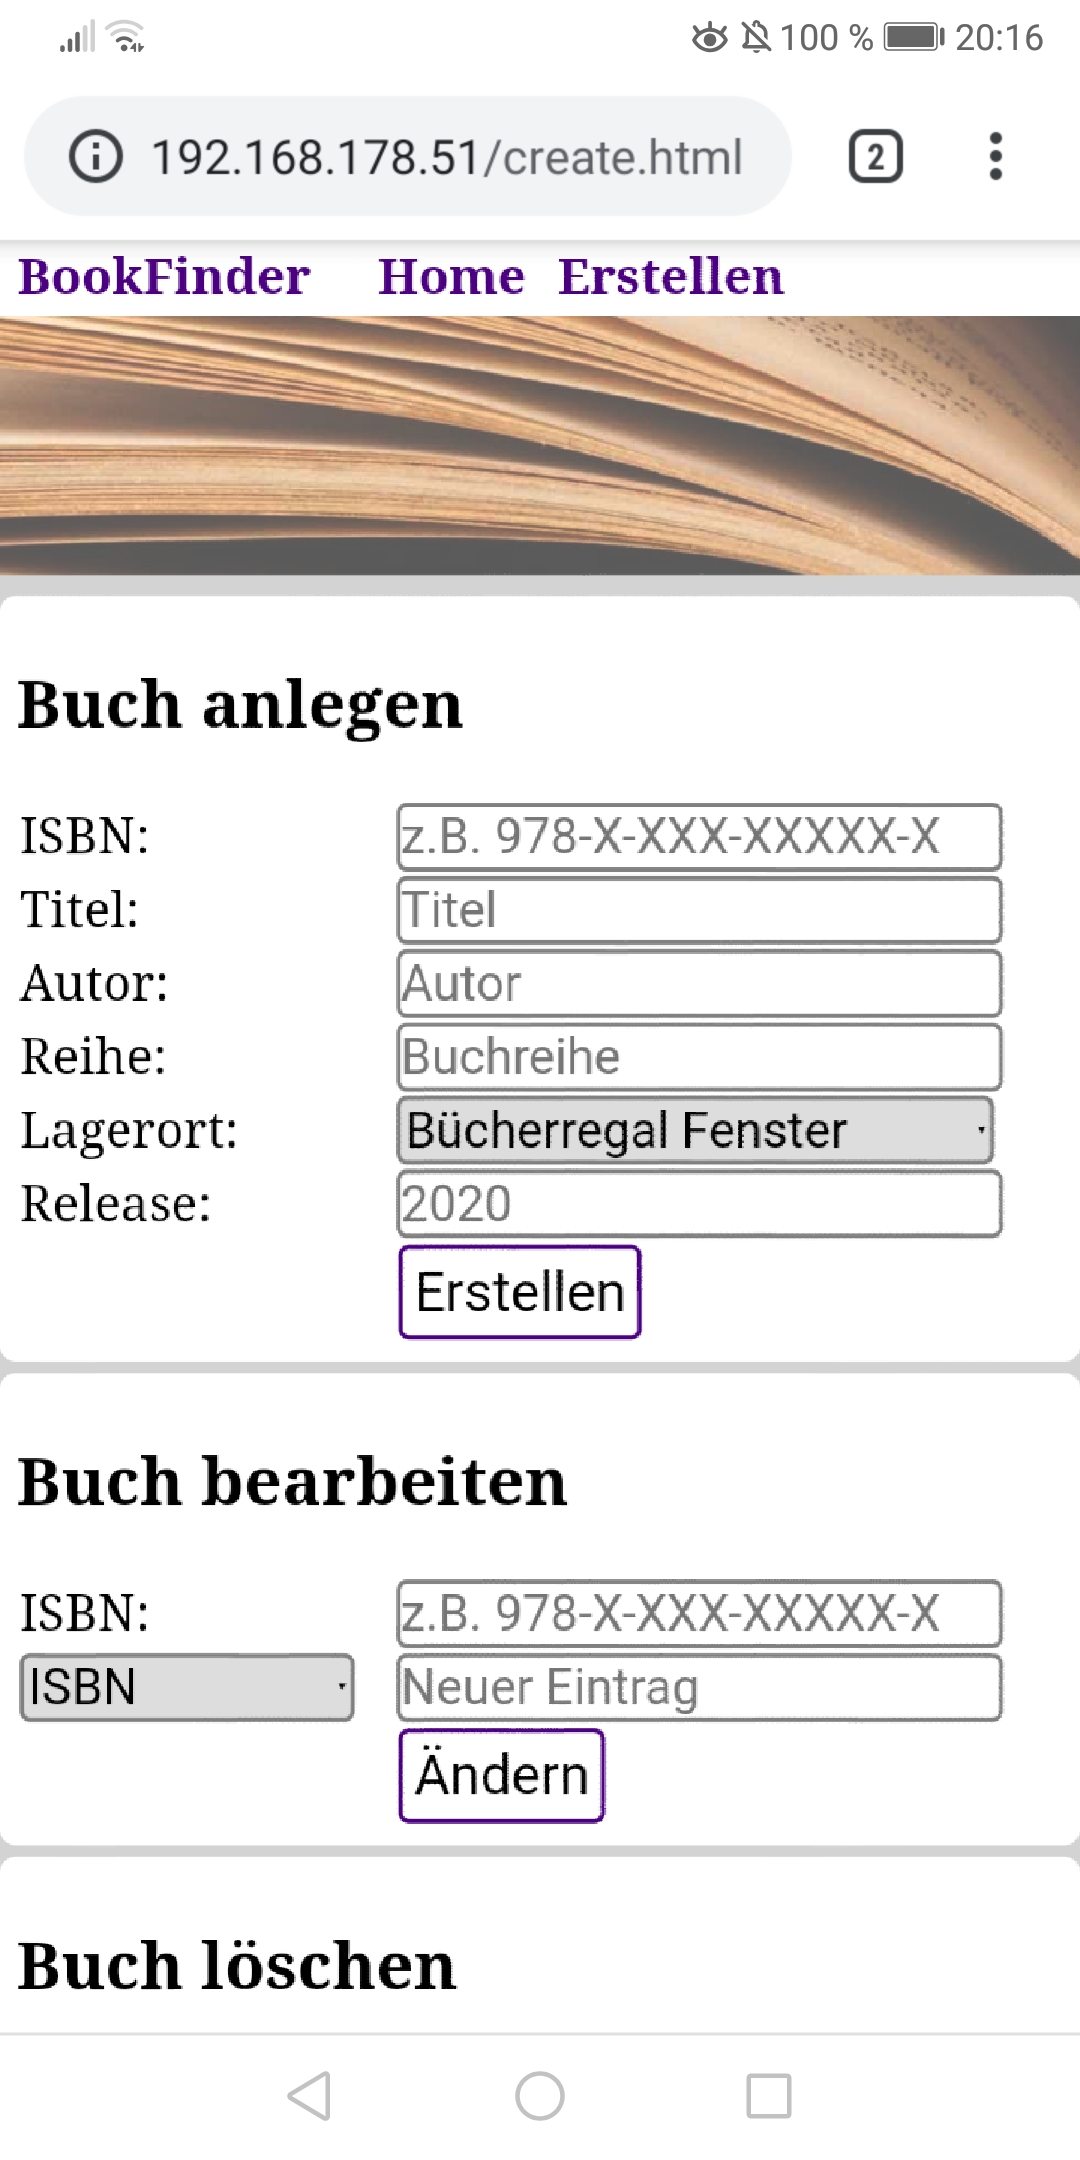 100 % 20:16
192.168.178.51/create.html 2
BookFinder Home Erstellen
Buch anlegen
ISBN: z.B. 978-X-XXX-XXXXX-X
Titel: Titel
Autor: Autor
Reihe: Buchreihe
Lagerort: Bücherregal Fenster
Release: 2020
Erstellen
Buch bearbeiten
ISBN: z.B. 978-X-XXX-XXXXX-X
ISBN Neuer Eintrag
Ändern
Buch löschen